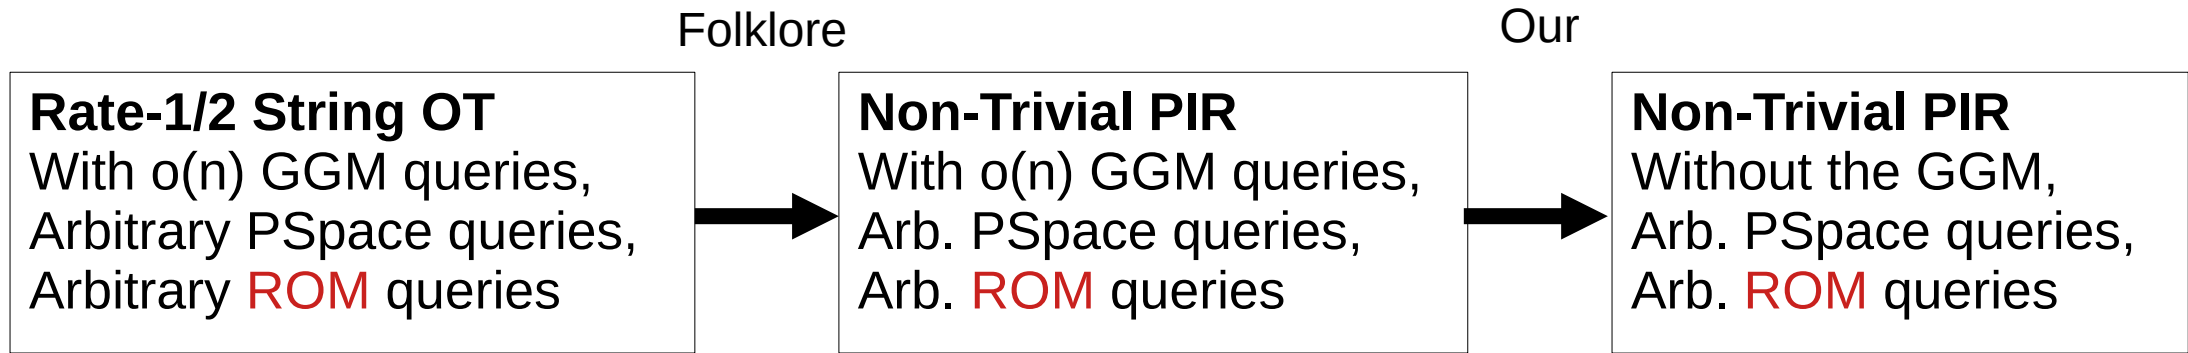 Folklore
Our
Rate-1/2 String OT
With o(n) GGM queries,
Arbitrary PSpace queries,
Arbitrary ROM queries
Non-Trivial PIR
With o(n) GGM queries,
Arb. PSpace queries,
Arb. ROM queries
Non-Trivial PIR
Without the GGM,
Arb. PSpace queries,
Arb. ROM queries